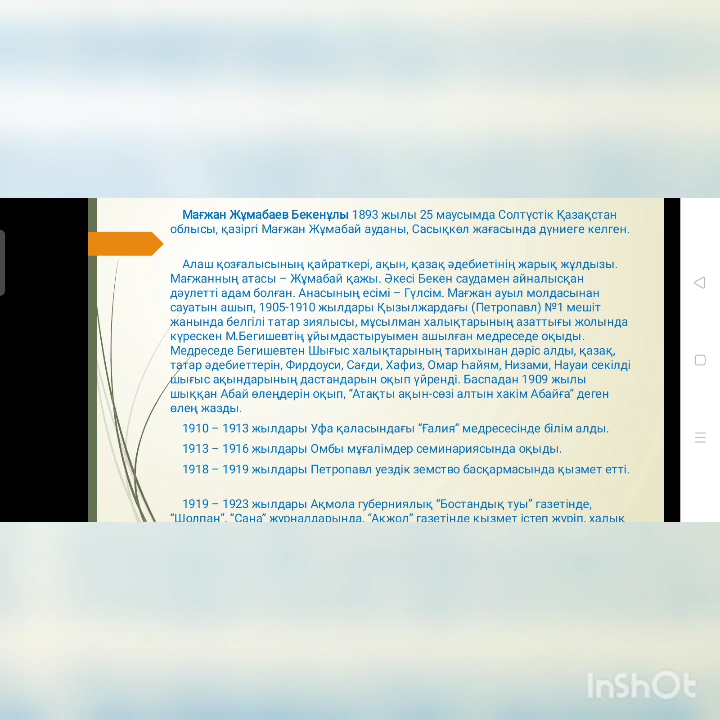 Мағжан Жұмабаев Бекенұлы 1893 жылы 25 маусымда Солтүстік Қазақстан
облысы, қазіргі Мағжан Жұмабай ауданы, Сасықкөл жағасында дүниеге келген.
Алаш қозғалысының қайраткері, ақын, қазақ әдебиетінің жарық жұлдызы.
Мағжанның атасы – Жұмабай қажы. Әкесі Бекен саудамен айналысқан
дәулетті адам болған. Анасының есімі – Гүлсім. Мағжан ауыл молдасынан
сауатын ашып, 1905-1910 жылдары Қызылжардағы (Петропавл) №1 мешіт
жанында белгілі татар зиялысы, мұсылман халықтарының азаттығы жолында
күрескен М.Бегишевтің ұйымдастыруымен ашылған медреседе оқыды.
Медреседе Бегишевтен Шығыс халықтарының тарихынан дәріс алды, қазақ,
татар әдебиеттерін, Фирдоуси, Сағди, Хафиз, Омар Һайям, Низами, Науаи секілді
шығыс ақындарының дастандарын оқып үйренді. Баспадан 1909 жылы
шыққан Абай өлеңдерін оқып, “Атақты ақын-сөзі алтын хакім Абайға” деген
өлең жазды.
1910 – 1913 жылдары Уфа қаласындағы “Ғалия” медресесінде білім алды.
1913 – 1916 жылдары Омбы мұғалімдер семинариясында оқыды.
1918 – 1919 жылдары Петропавл уездік земство басқармасында қызмет етті.
1919 – 1923 жылдары Ақмола губерниялық “Бостандық туы” газетінде,
“Шолпан”, “Сана” журналдарында, “Ақжол” газетінде қызмет істеп жүріп, халық
InShOt